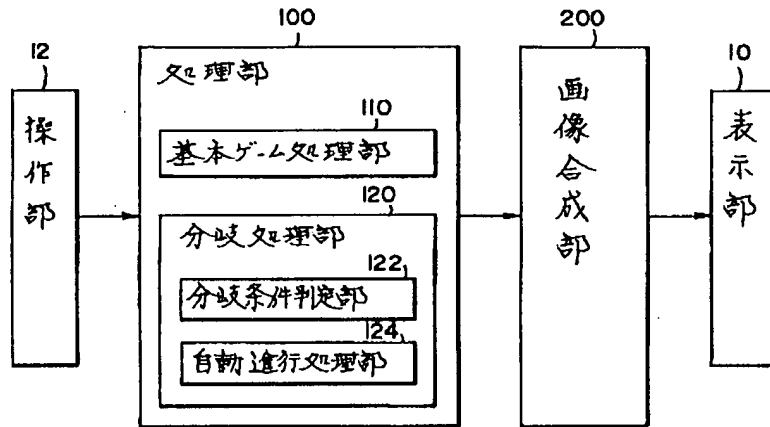 12
操作部
100
処理部
110
基本ゲーム処理部
120
分岐処理部
122
分岐条件判定部
124
自動進行処理部
200
画像合成部
10
表示部